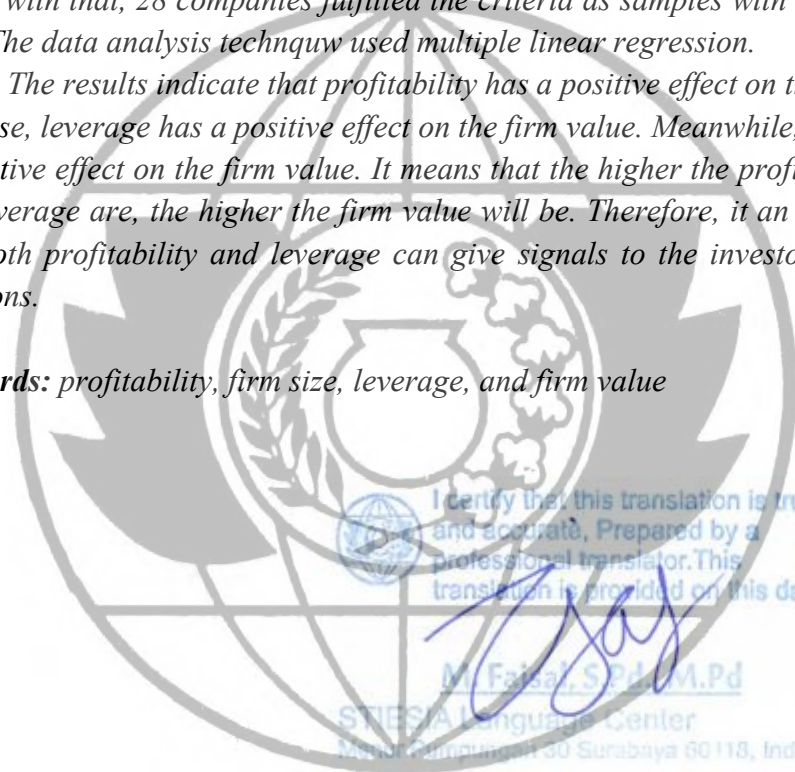 with that, 28 companies fulfilled the criteria as samples with
The data analysis technquw used multiple linear regression.
The results indicate that profitability has a positive effect on
se, leverage has a positive effect on the firm value. Meanwhile,
tive effect on the firm value. It means that the higher the
verage are, the higher the firm value will be. Therefore, it an
oth profitability and leverage can give signals to the
ons.
rds: profitability, firm size, leverage, and firm value
I certify that this translation is
and accurate, Prepared by a
professional translator.This
translation is provided on this
M. Faisal, S.Pd., M.Pd
STIESIA Language Center
30 Surabaya 60118,